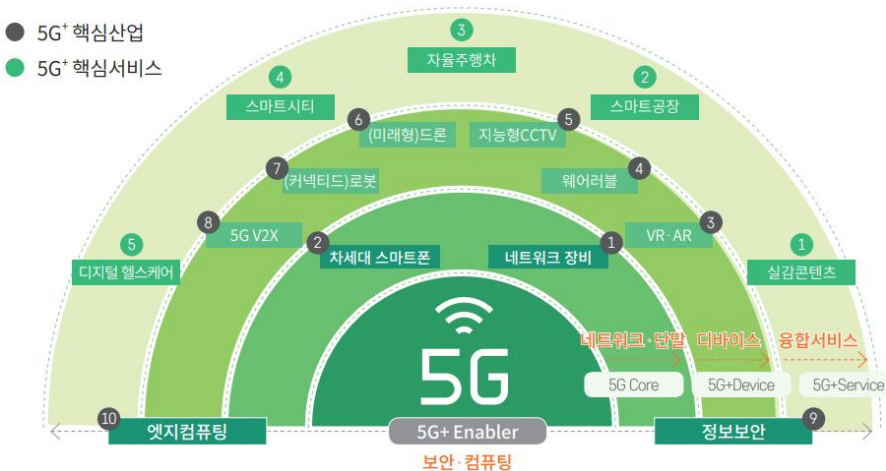 5G⁺ 핵심산업
5G⁺ 핵심서비스
3
자율주행차
4
스마트시티
2
스마트공장
6
(미래형)드론
5
지능형CCTV
7
(커넥티드)로봇
4
웨어러블
8
5G V2X
3
VR·AR
5
디지털 헬스케어
1
실감콘텐츠
2
차세대 스마트폰
1
네트워크 장비
5G
네트워크·단말
디바이스
융합서비스
5G Core
5G+Device
5G+Service
10
엣지컴퓨팅
5G+ Enabler
9
정보보안
보안·컴퓨팅